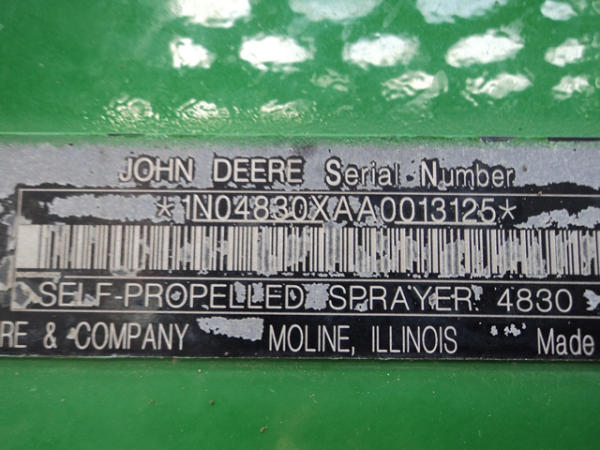 JOHN DEERE Serial Number
*1N04830XAA0013125*
SELF-PROPELLED SPRAYER 4830
RE & COMPANY MOLINE, ILLINOIS Made